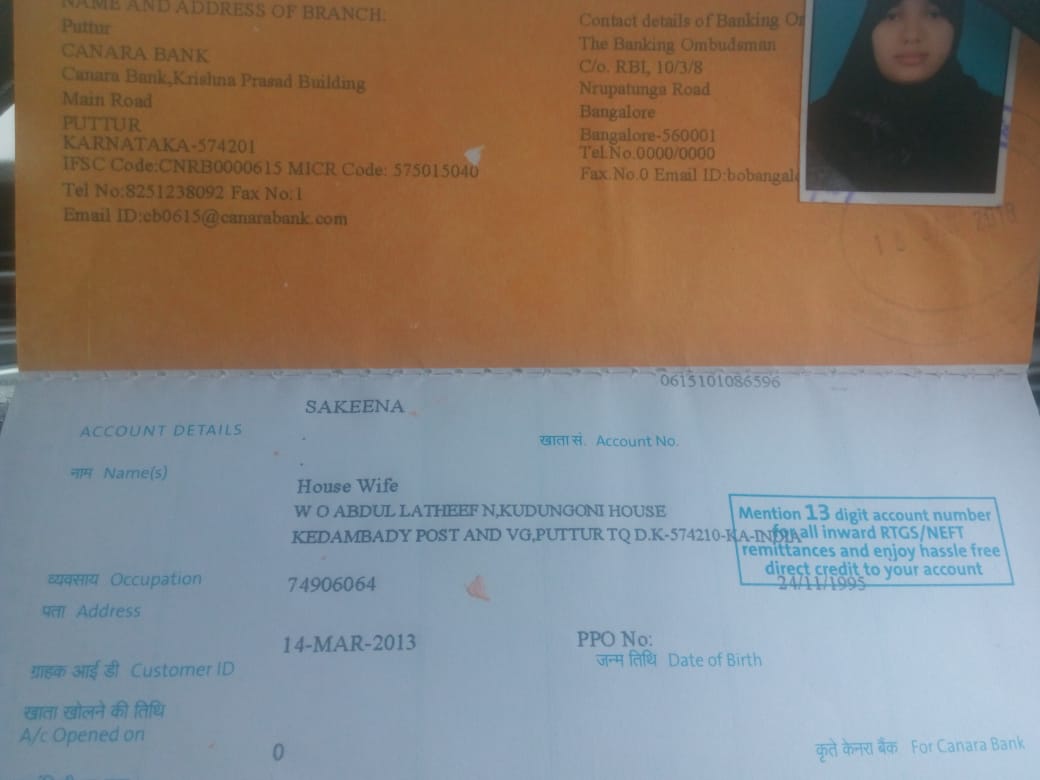 NAME AND ADDRESS OF BRANCH:
Puttur
CANARA BANK
Canara Bank,Krishna Prasad Building
Main Road
PUTTUR
KARNATAKA-574201
IFSC Code:CNRB0000615 MICR Code: 575015040
Tel No:8251238092 Fax No:1
Email ID:cb0615@canarabank.com
Contact details of Banking
The Banking Ombudsman
C/o. RBI, 10/3/8
Nrupatunga Road
Bangalore
Bangalore-560001
Tel.No.0000/0000
Fax.No.0 Email ID:bobangal
2018
0615101086596
SAKEENA
ACCOUNT DETAILS
खाता सं. Account No.
नाम Name(s)
House Wife
W O ABDUL LATHEEF N,KUDUNGONI HOUSE
KEDAMBADY POST AND VG,PUTTUR TQ D.K-574210-KA-INDIA
Mention 13 digit account number
for all inward RTGS/NEFT
remittances and enjoy hassle free
direct credit to your account
24/11/1995
व्यवसाय Occupation
74906064
पता Address
14-MAR-2013
PPO No:
जन्म तिथि Date of Birth
ग्राहक आई डी Customer ID
खाता खोलने की तिथि
A/c Opened on
0
कृते केनरा बैंक For Canara Bank